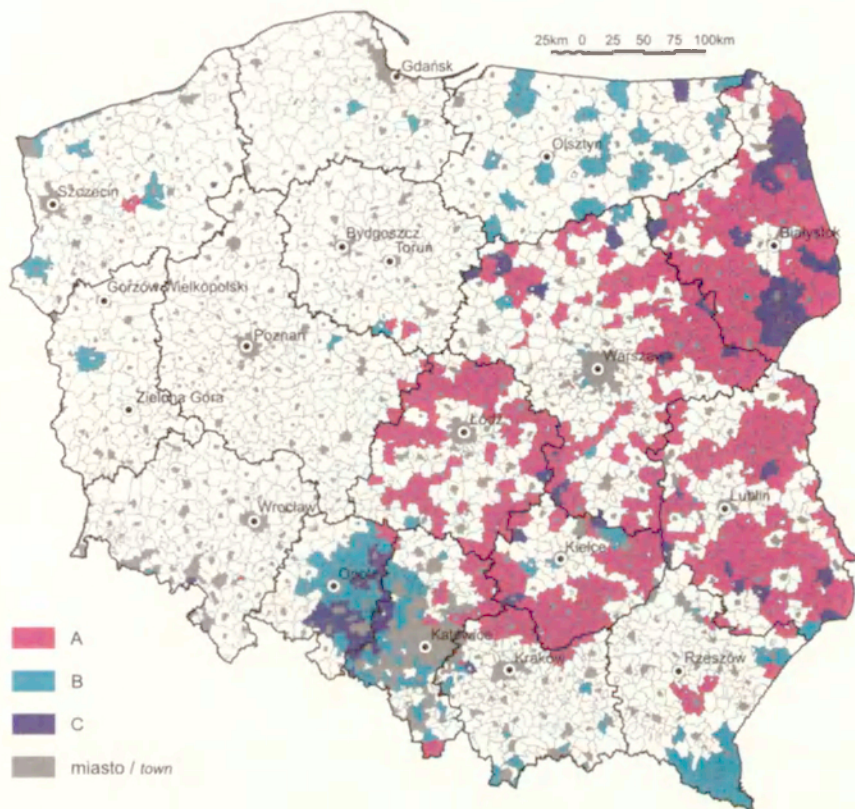 25km 0 25 50 75 100km
Gdańsk
Olsztyn
Szczecin
Białystok
Bydgoszcz
Toruń
Gorzów Wielkopolski
Poznań
Warszawa
Zielona Góra
Łódź
Wrocław
Lublin
Kielce
Opole
A
Katowice
Kraków
Rzeszów
B
C
miasto / town